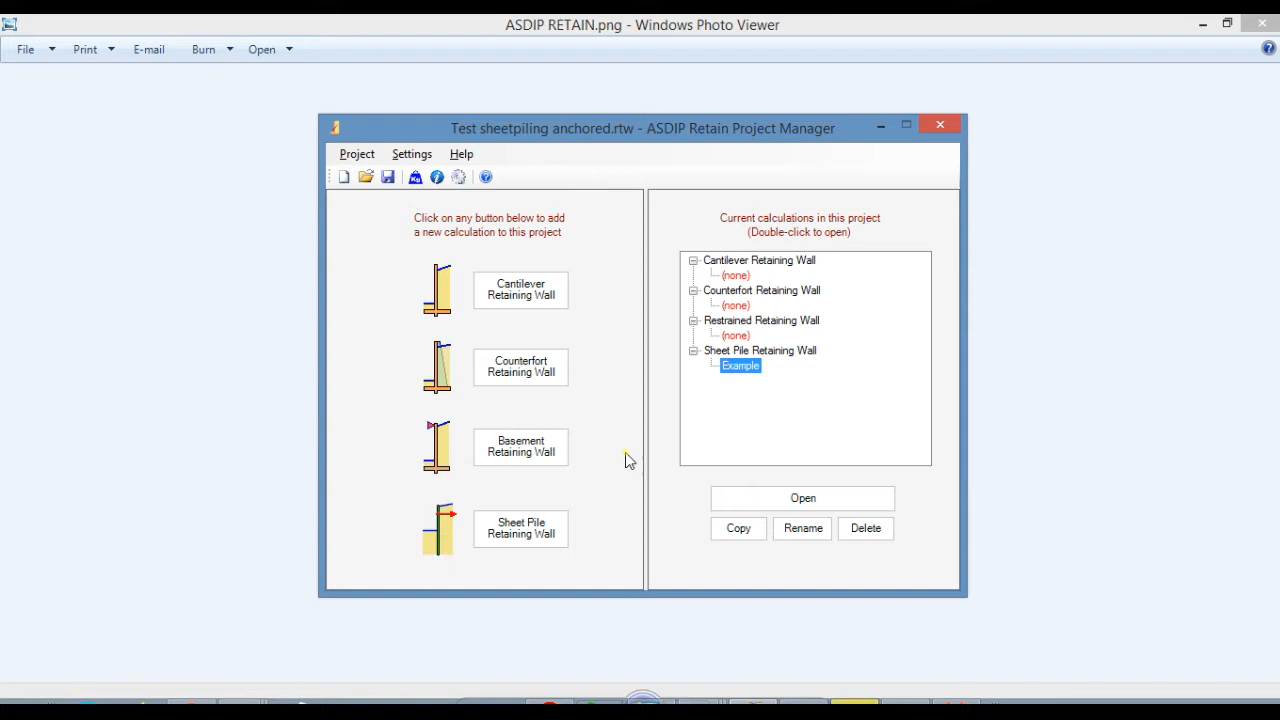 ASDIP RETAIN.png - Windows Photo Viewer
File Print E-mail Burn Open
Test sheetpiling anchored.rtw - ASDIP Retain Project Manager
Project Settings Help
Click on any button below to add
a new calculation to this project
Cantilever
Retaining Wall
Counterfort
Retaining Wall
Basement
Retaining Wall
Sheet Pile
Retaining Wall
Current calculations in this project
(Double-click to open)
Cantilever Retaining Wall
(none)
Counterfort Retaining Wall
(none)
Restrained Retaining Wall
(none)
Sheet Pile Retaining Wall
Example
Open
Copy Rename Delete